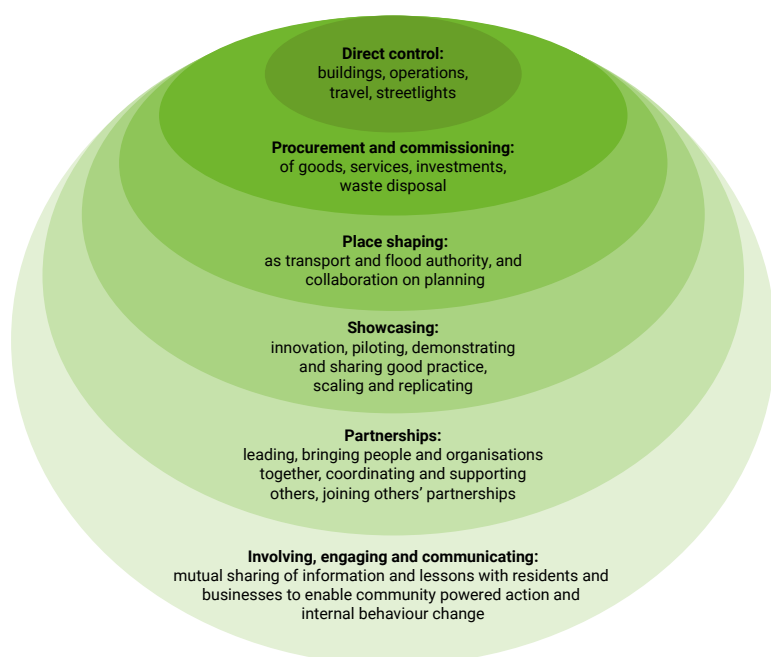 Direct control:
buildings, operations,
travel, streetlights
Procurement and commissioning:
of goods, services, investments,
waste disposal
Place shaping:
as transport and flood authority, and
collaboration on planning
Showcasing:
innovation, piloting, demonstrating
and sharing good practice,
scaling and replicating
Partnerships:
leading, bringing people and organisations
together, coordinating and supporting
others, joining others’ partnerships
Involving, engaging and communicating:
mutual sharing of information and lessons with residents and
businesses to enable community powered action and
internal behaviour change